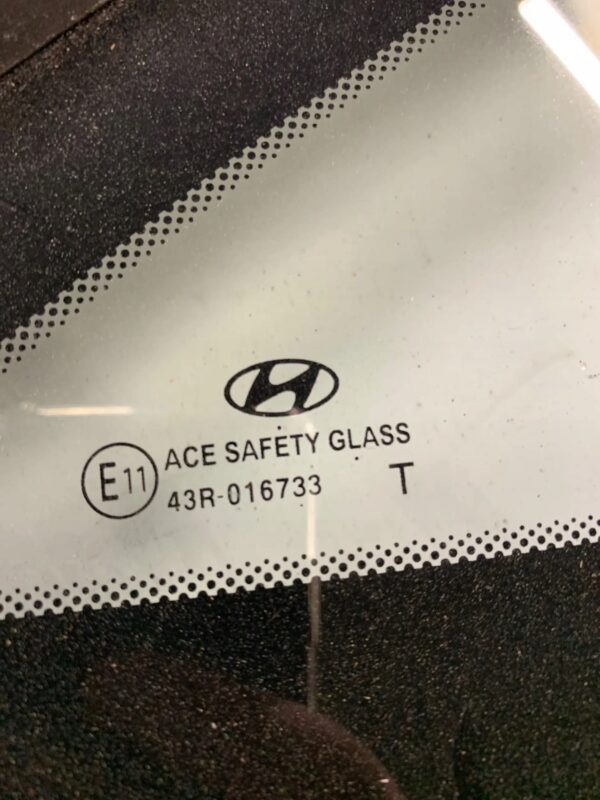 E11
ACE SAFETY GLASS
43R-016733
T